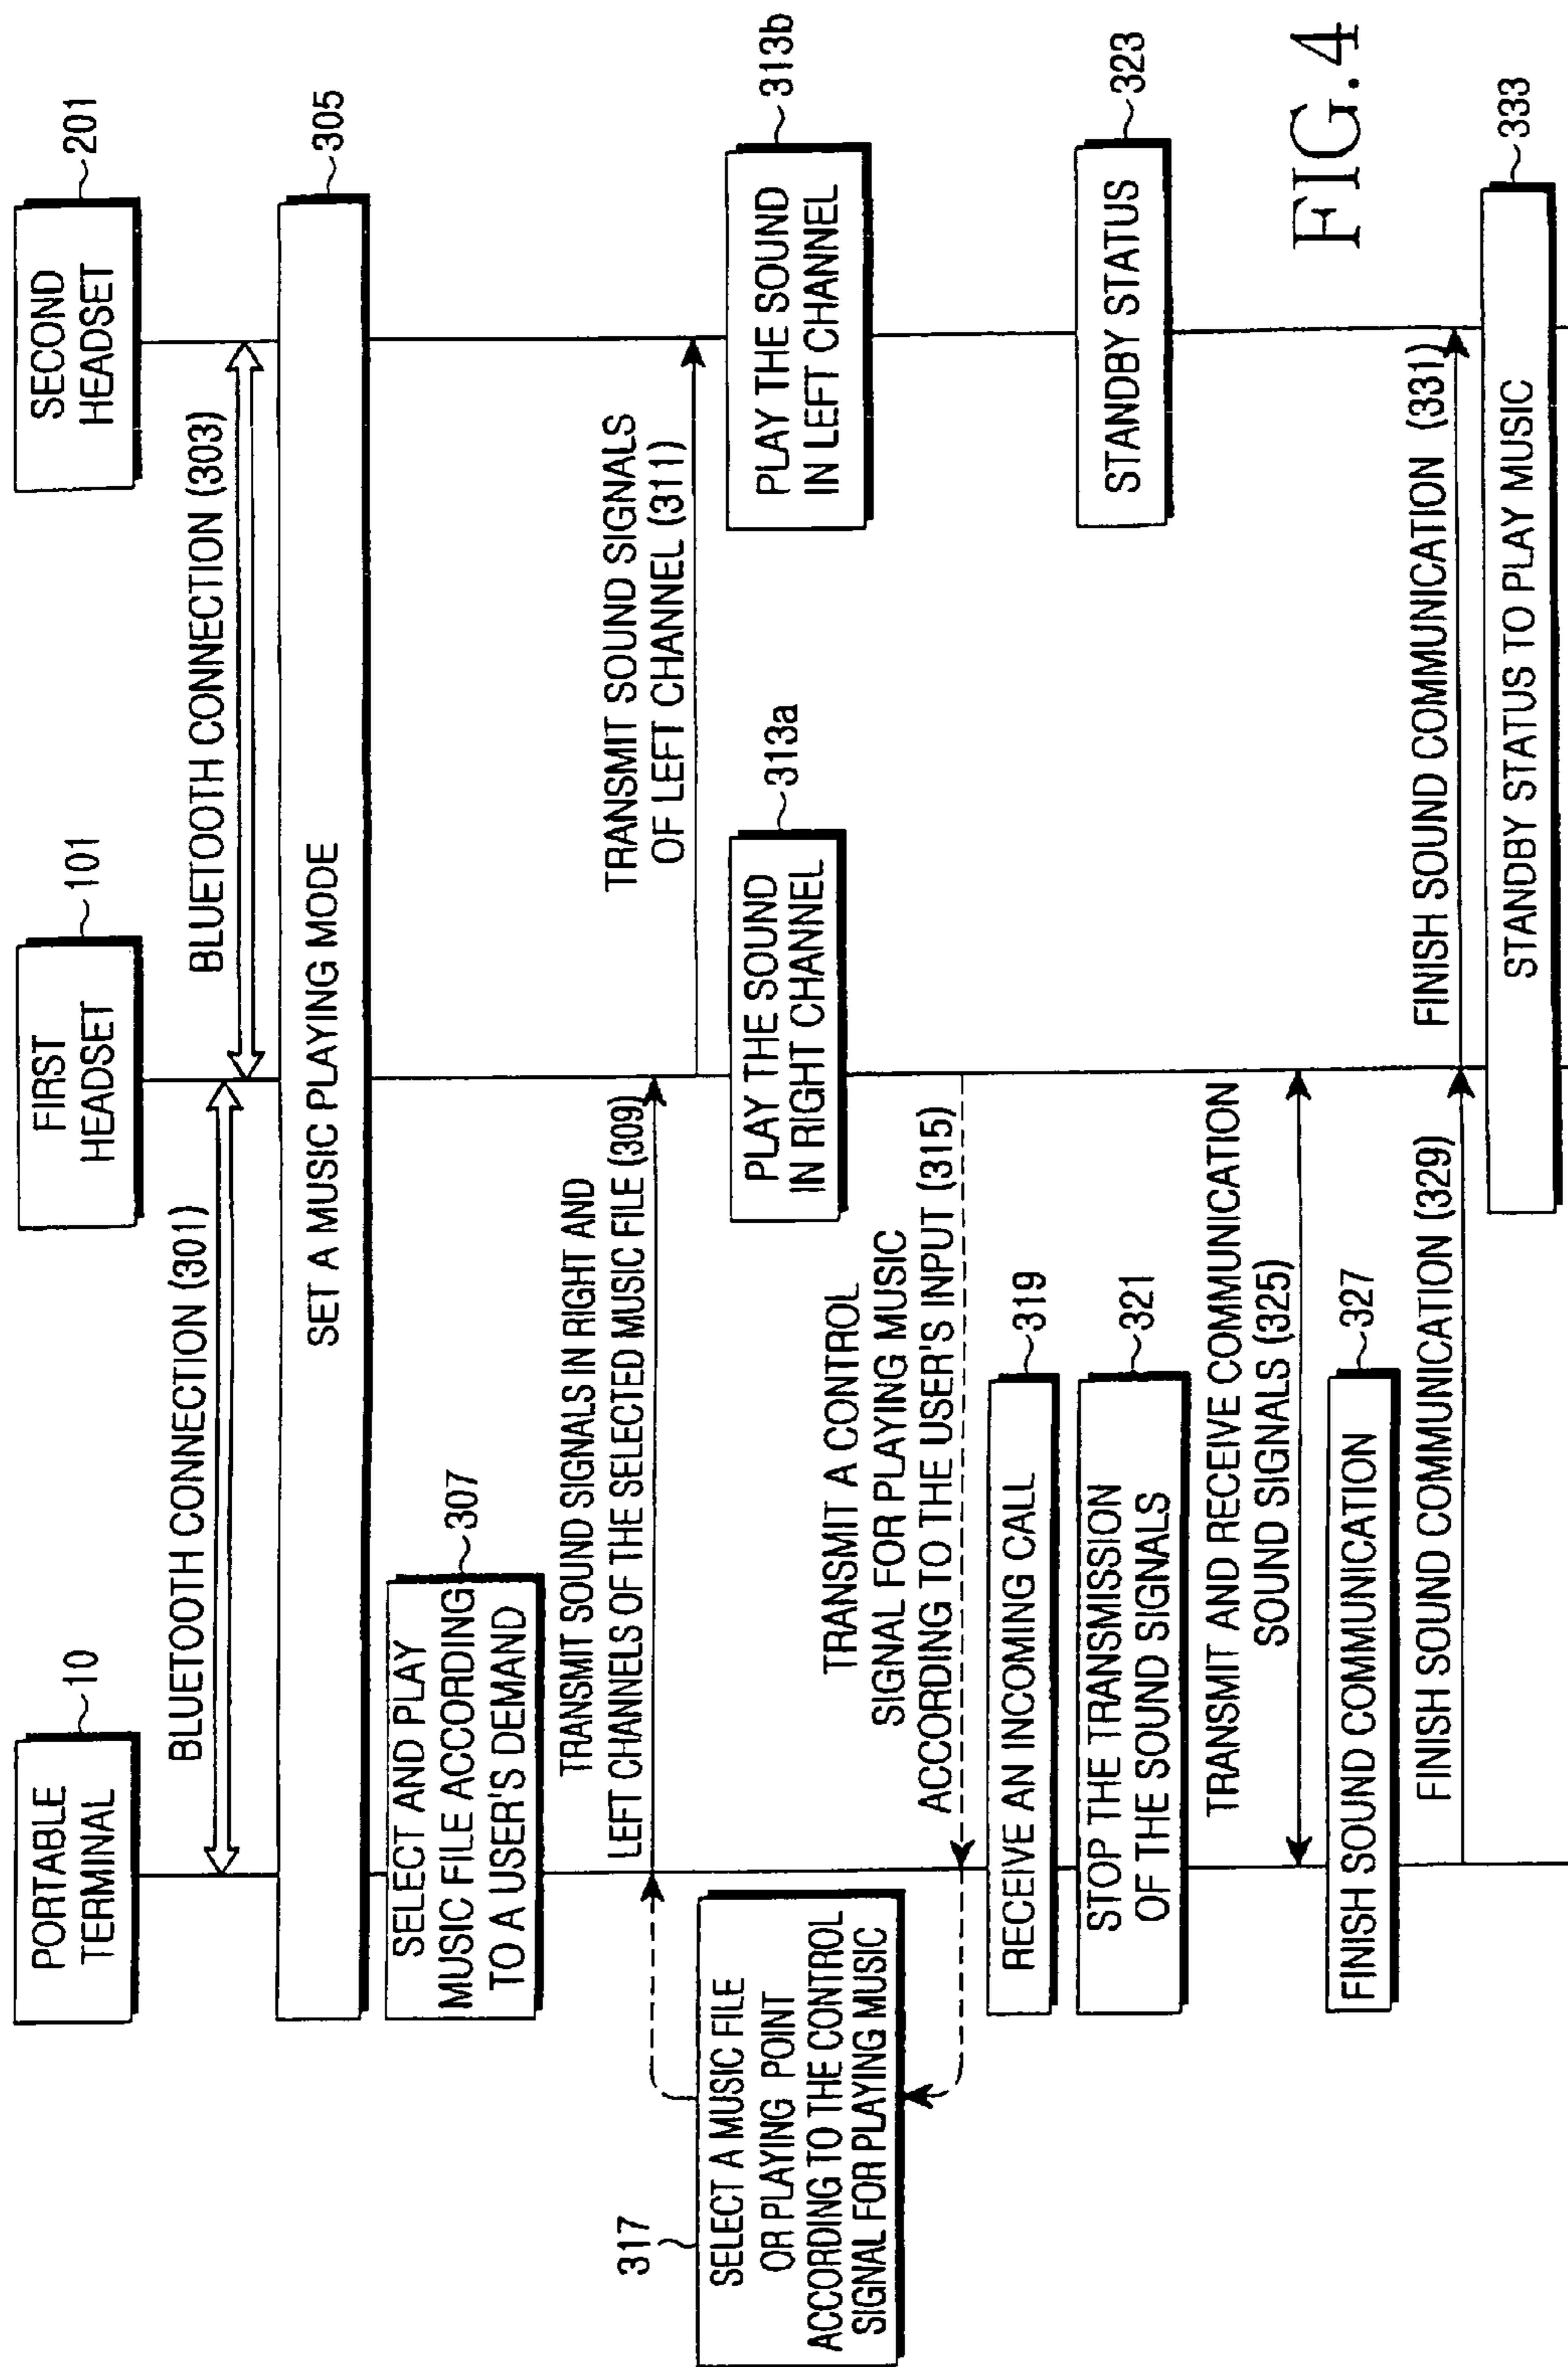 PORTABLE
TERMINAL
10
FIRST
HEADSET
101
SECOND
HEADSET
201
BLUETOOTH CONNECTION (301)
BLUETOOTH CONNECTION (303)
SET A MUSIC PLAYING MODE
305
SELECT AND PLAY
MUSIC FILE ACCORDING
TO A USER'S DEMAND
307
TRANSMIT SOUND SIGNALS IN RIGHT AND
LEFT CHANNELS OF THE SELECTED MUSIC FILE (309)
TRANSMIT SOUND SIGNALS
OF LEFT CHANNEL (311)
317
SELECT A MUSIC FILE
OR PLAYING POINT
ACCORDING TO THE CONTROL
SIGNAL FOR PLAYING MUSIC
PLAY THE SOUND
IN RIGHT CHANNEL
313a
PLAY THE SOUND
IN LEFT CHANNEL
313b
TRANSMIT A CONTROL
SIGNAL FOR PLAYING MUSIC
ACCORDING TO THE USER'S INPUT (315)
RECEIVE AN INCOMING CALL
319
STOP THE TRANSMISSION
OF THE SOUND SIGNALS
321
STANDBY STATUS
323
TRANSMIT AND RECEIVE COMMUNICATION
SOUND SIGNALS (325)
FINISH SOUND COMMUNICATION
327
FINISH SOUND COMMUNICATION (329)
FINISH SOUND COMMUNICATION (331)
STANDBY STATUS TO PLAY MUSIC
333
FIG.4